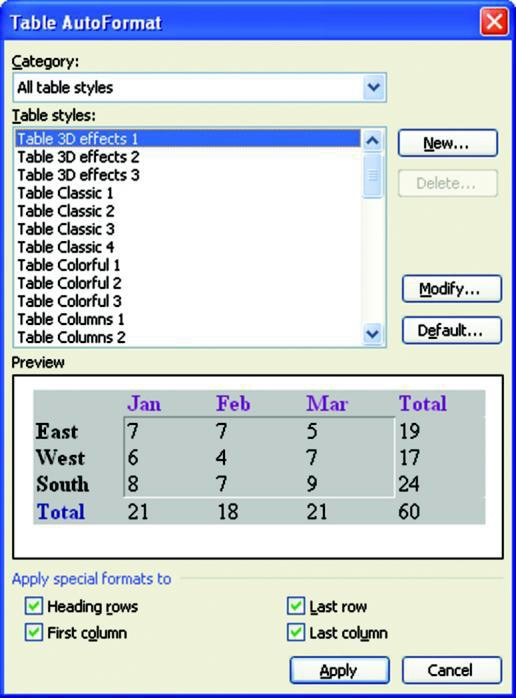 Table AutoFormat
Category:
All table styles
Table styles:
Table 3D effects 1
Table 3D effects 2
Table 3D effects 3
Table Classic 1
Table Classic 2
Table Classic 3
Table Classic 4
Table Colorful 1
Table Colorful 2
Table Colorful 3
Table Columns 1
Table Columns 2
New...
Delete...
Modify...
Default...
Preview
Jan Feb Mar Total
East 7 7 5 19
West 6 4 7 17
South 8 7 9 24
Total 21 18 21 60
Apply special formats to
Heading rows Last row
First column Last column
Apply Cancel